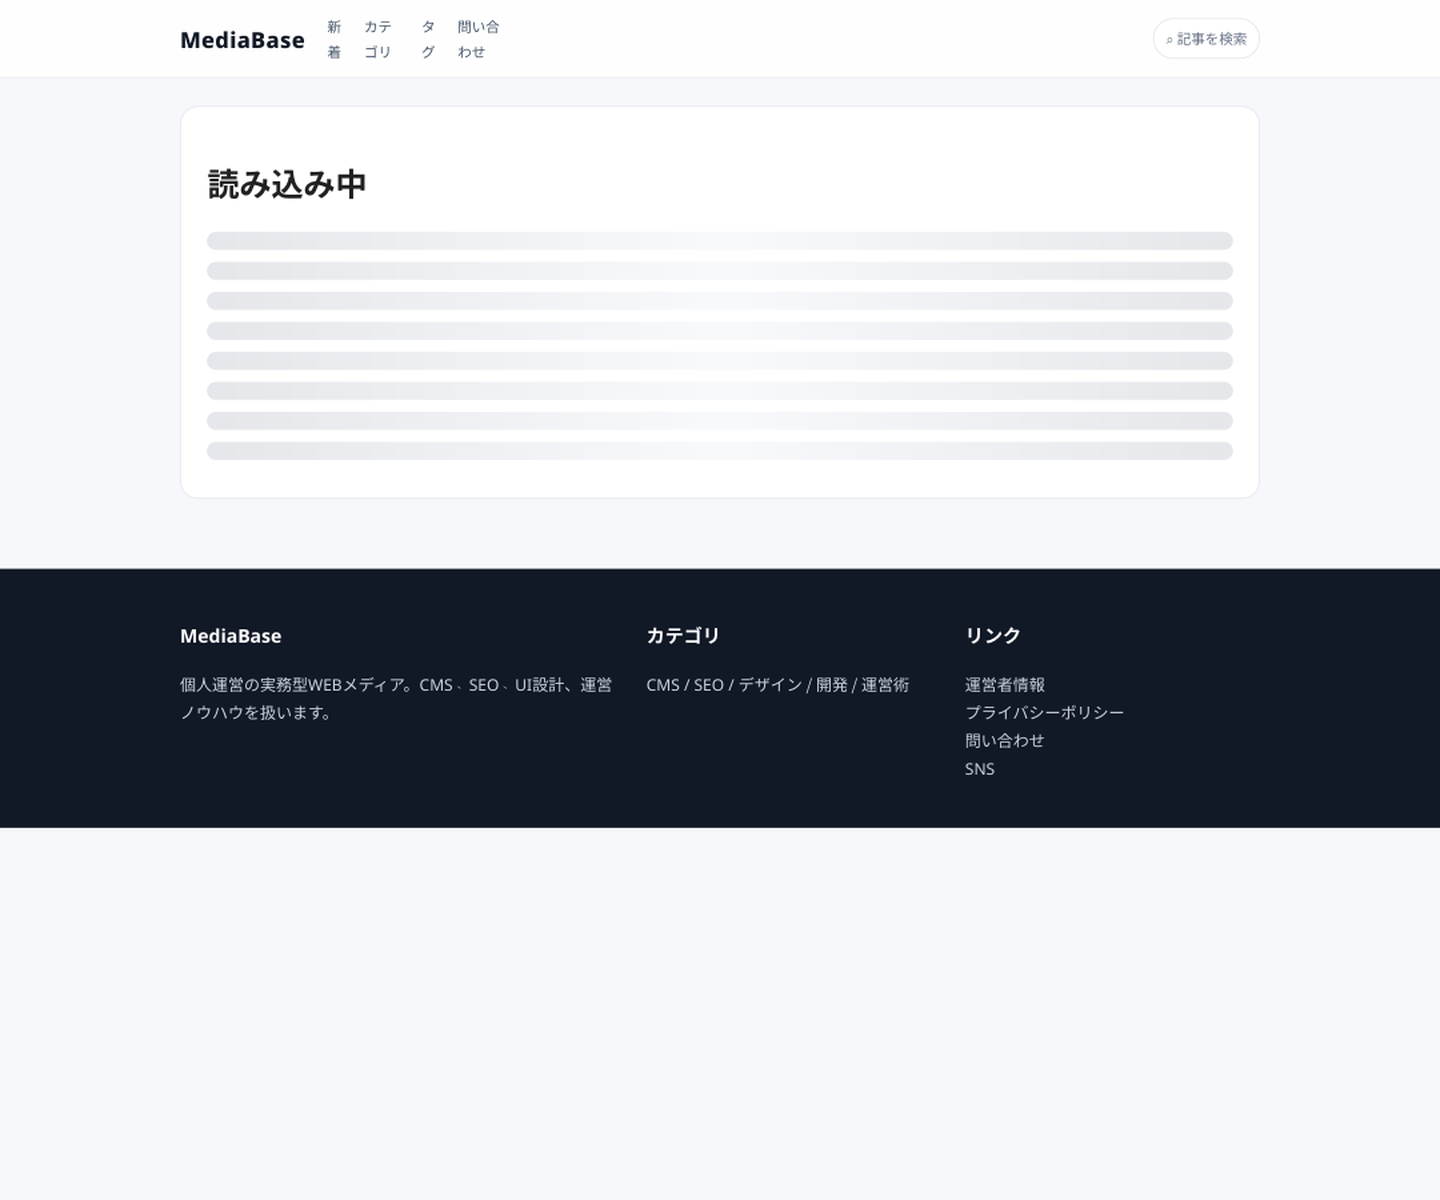 MediaBase
新着
カテゴリ
タグ
問い合わせ
⌕ 記事を検索
読み込み中
MediaBase
個人運営の実務型WEBメディア。CMS、SEO、UI設計、運営
ノウハウを扱います。
カテゴリ
CMS / SEO / デザイン / 開発 / 運営術
リンク
運営者情報
プライバシーポリシー
問い合わせ
SNS